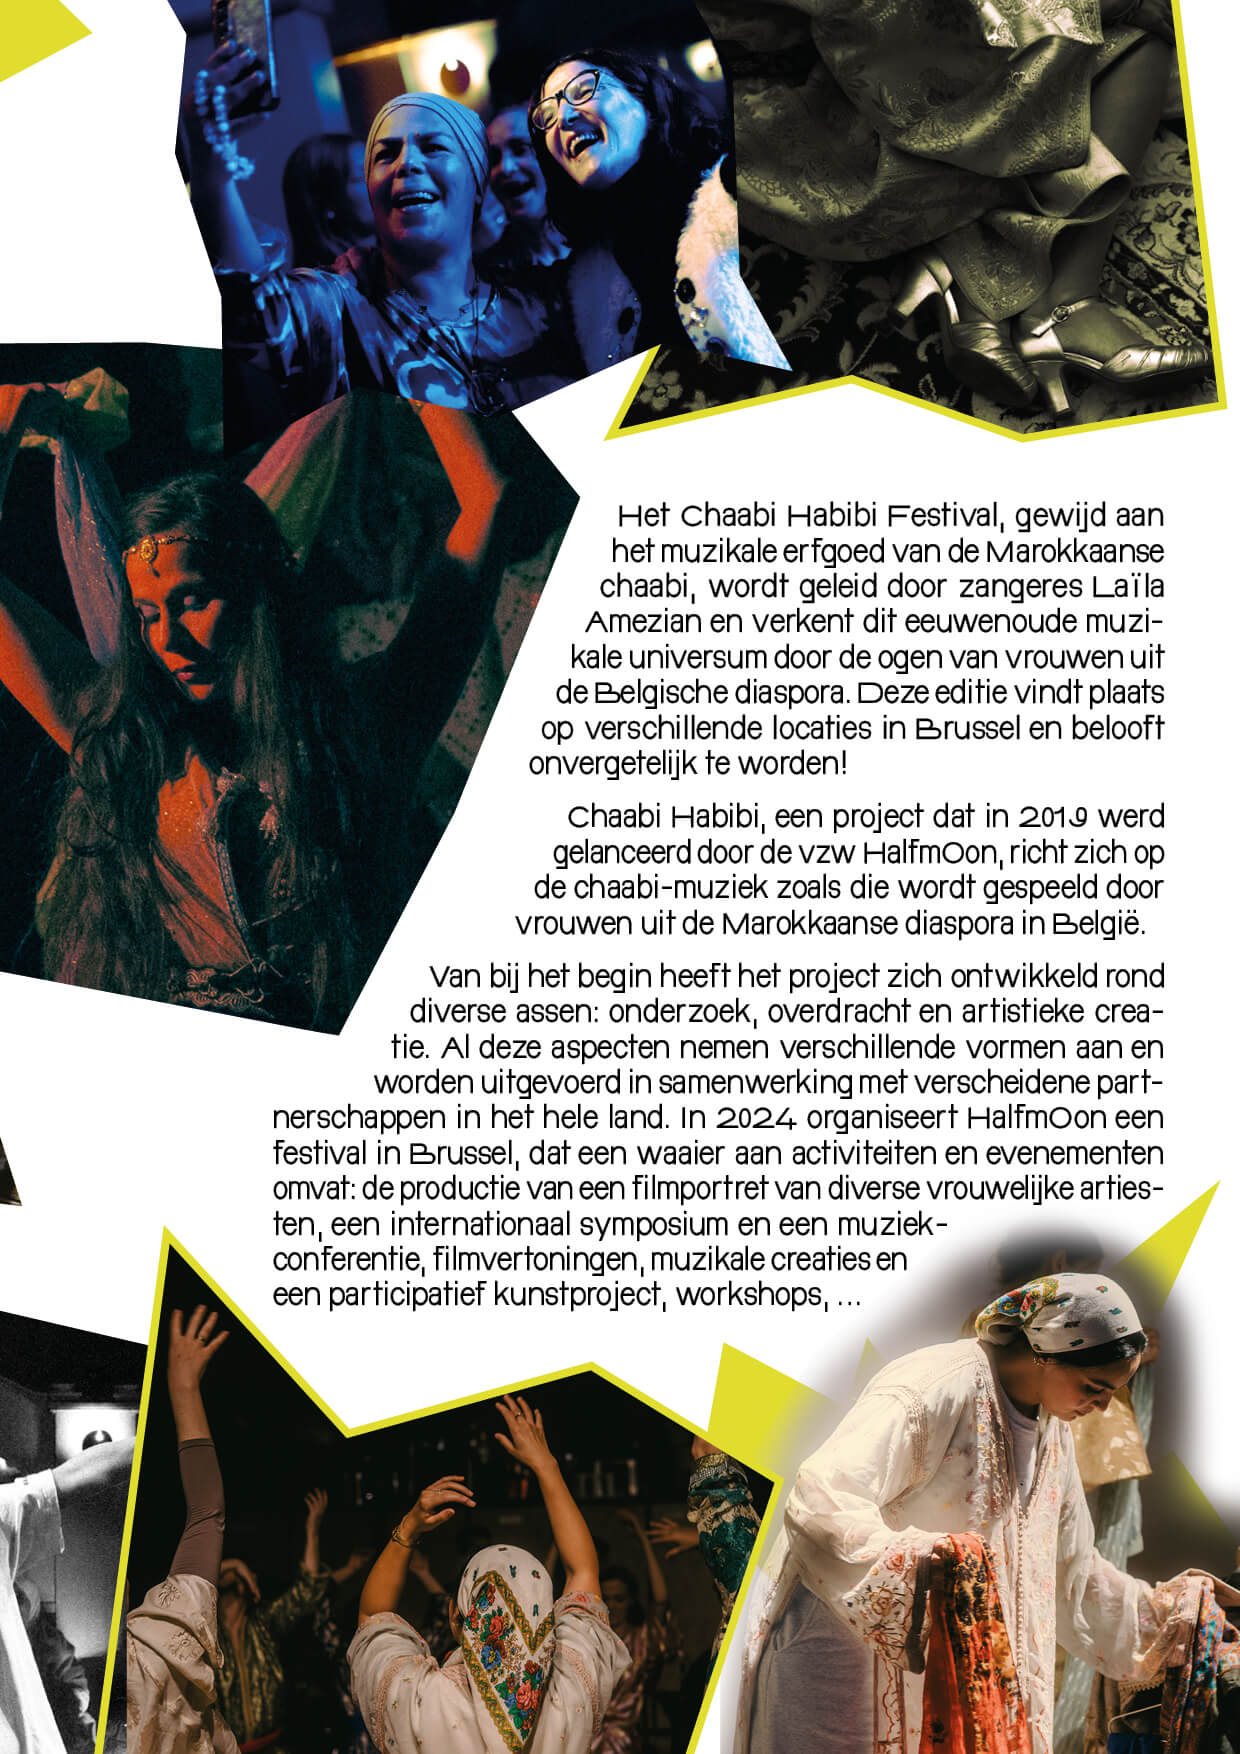 Het Chaabi Habibi Festival, gewijd aan
het muzikale erfgoed van de Marokkaanse
chaabi, wordt geleid door zangeres Laïla
Amezian en verkent dit eeuwenoude muzi-
kale universum door de ogen van vrouwen uit
de Belgische diaspora. Deze editie vindt plaats
op verschillende locaties in Brussel en belooft
onvergetelijk te worden!
Chaabi Habibi, een project dat in 2019 werd
gelanceerd door de vzw HalfmOon, richt zich op
de chaabi-muziek zoals die wordt gespeeld door
vrouwen uit de Marokkaanse diaspora in België.
Van bij het begin heeft het project zich ontwikkeld rond
diverse assen: onderzoek, overdracht en artistieke crea-
tie. Al deze aspecten nemen verschillende vormen aan en
worden uitgevoerd in samenwerking met verscheidene part-
nerschappen in het hele land. In 2024 organiseert HalfmOon een
festival in Brussel, dat een waaier aan activiteiten en evenementen
omvat: de productie van een filmportret van diverse vrouwelijke arties-
ten, een internationaal symposium en een muziek-
conferentie, filmvertoningen, muzikale creaties en
een participatief kunstproject, workshops, ...